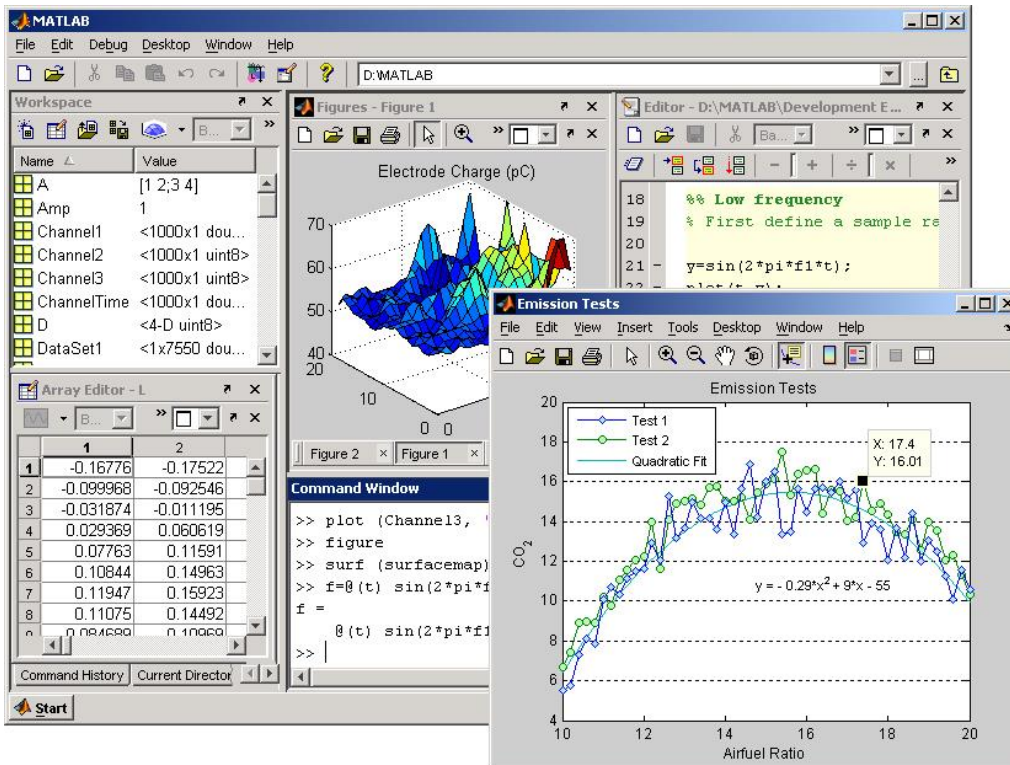 MATLAB
File Edit Debug Desktop Window Help
D:\MATLAB
Workspace
B...
Name Value
A [1 2;3 4]
Amp 1
Channel1 <1000x1 dou...
Channel2 <1000x1 uint8>
Channel3 <1000x1 uint8>
ChannelTime <1000x1 dou...
D <4-D uint8>
DataSet1 <1x7550 dou...
Array Editor - L
B...
1 2
1 -0.16776 -0.17522
2 -0.099968 -0.092546
3 -0.031874 -0.011195
4 0.029369 0.060619
5 0.07763 0.11591
6 0.10844 0.14963
7 0.11947 0.15923
8 0.11075 0.14492
9 0.084689 0.10969
Command History Current Director
Start
Figures - Figure 1
Electrode Charge (pC)
70
60
50
40
20
10
0 0
Figure 2 Figure 1
Command Window
>> plot (Channel3,
>> figure
>> surf (surfacemap)
>> f=@(t) sin(2*pi*f
f =
@(t) sin(2*pi*f1
>>
Editor - D:\MATLAB\Development E...
Ba...
18 %% Low frequency
19 % First define a sample ra
20
21 - y=sin(2*pi*f1*t);
22 - plot(t,y);
Emission Tests
File Edit View Insert Tools Desktop Window Help
Emission Tests
Test 1
Test 2
Quadratic Fit
X: 17.4
Y: 16.01
y = - 0.29*x² + 9*x - 55
CO₂
20
18
16
14
12
10
8
6
4
10 12 14 16 18 20
Airfuel Ratio